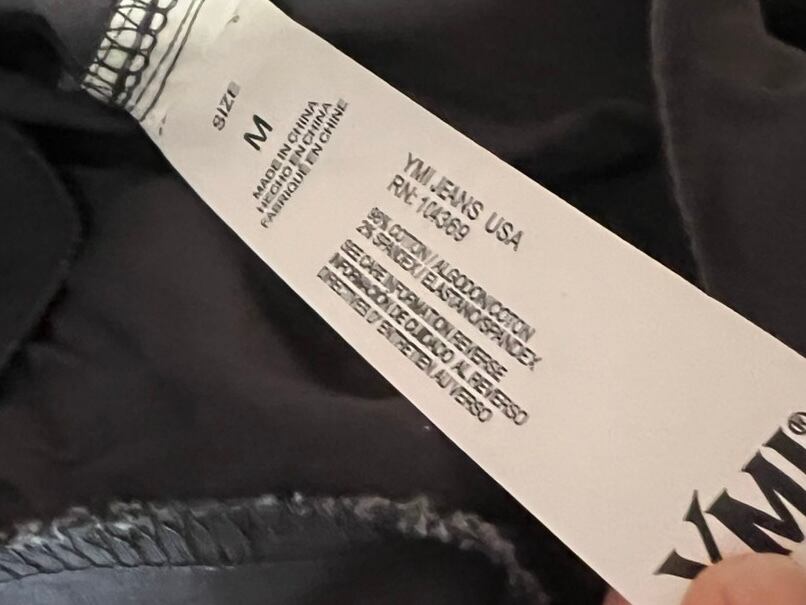 SIZE
M
MADE IN CHINA
HECHO EN CHINA
FABRIQUE EN CHINE
YMI JEANS USA
RN: 104369
98% COTTON / ALGODON/COTON
2% SPANDEX / ELASTANO/SPANDEX
SEE CARE INFORMATION REVERSE
INFORMACION DE CUIDADO AL REVERSO
DIRECTIVES D/ ENTRETIEN AU VERSO
YMI®